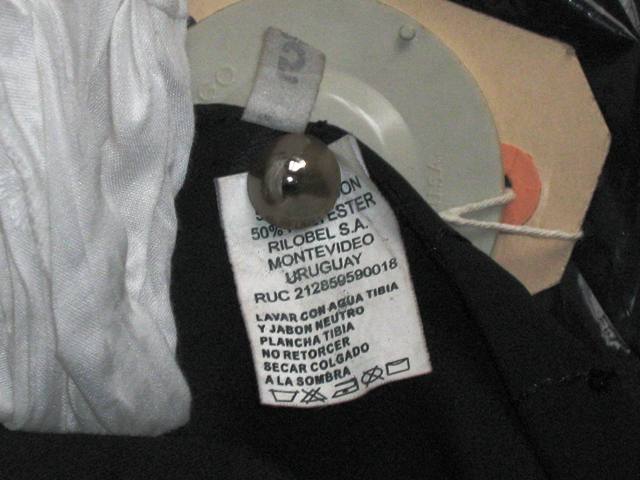 50%
RILOBEL S.A.
MONTEVIDEO
URUGUAY
RUC 212859590018
LAVAR CON AGUA TIBIA
Y JABON NEUTRO
PLANCHA TIBIA
NO RETORCER
SECAR COLGADO
A LA SOMBRA